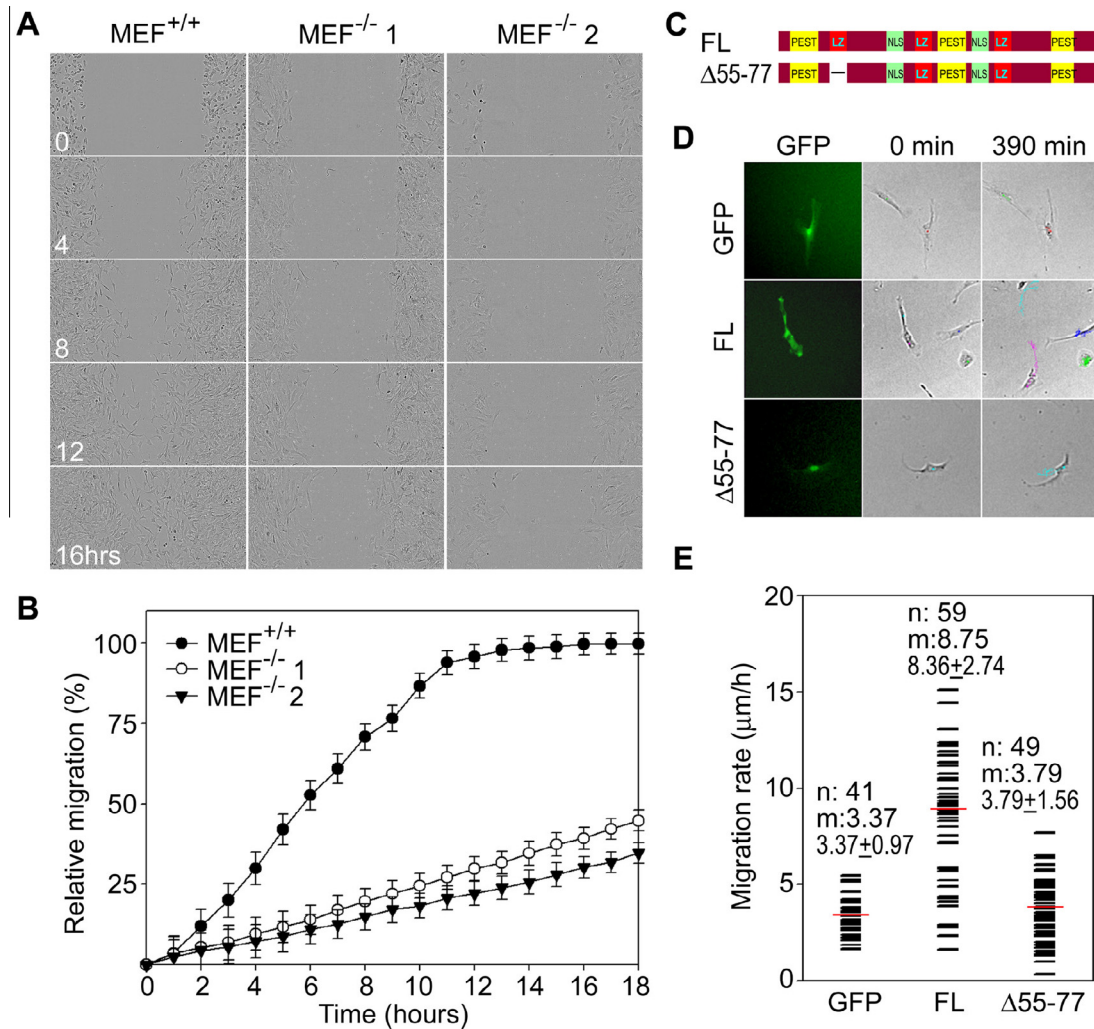 A
MEF+/+ MEF-/- 1 MEF-/- 2
0
4
8
12
16hrs
B
Relative migration (%)
100
75
50
25
MEF+/+
MEF-/- 1
MEF-/- 2
0 2 4 6 8 10 12 14 16 18
Time (hours)
C
FL
PEST LZ NLS LZ PEST NLS LZ PEST
Δ55-77
PEST NLS LZ PEST NLS LZ PEST
D
GFP 0 min 390 min
GFP
FL
Δ55-77
E
Migration rate (μm/h)
20
15
10
5
0
n: 41
m:3.37
3.37±0.97
n: 59
m:8.75
8.36±2.74
n: 49
m:3.79
3.79±1.56
GFP FL Δ55-77